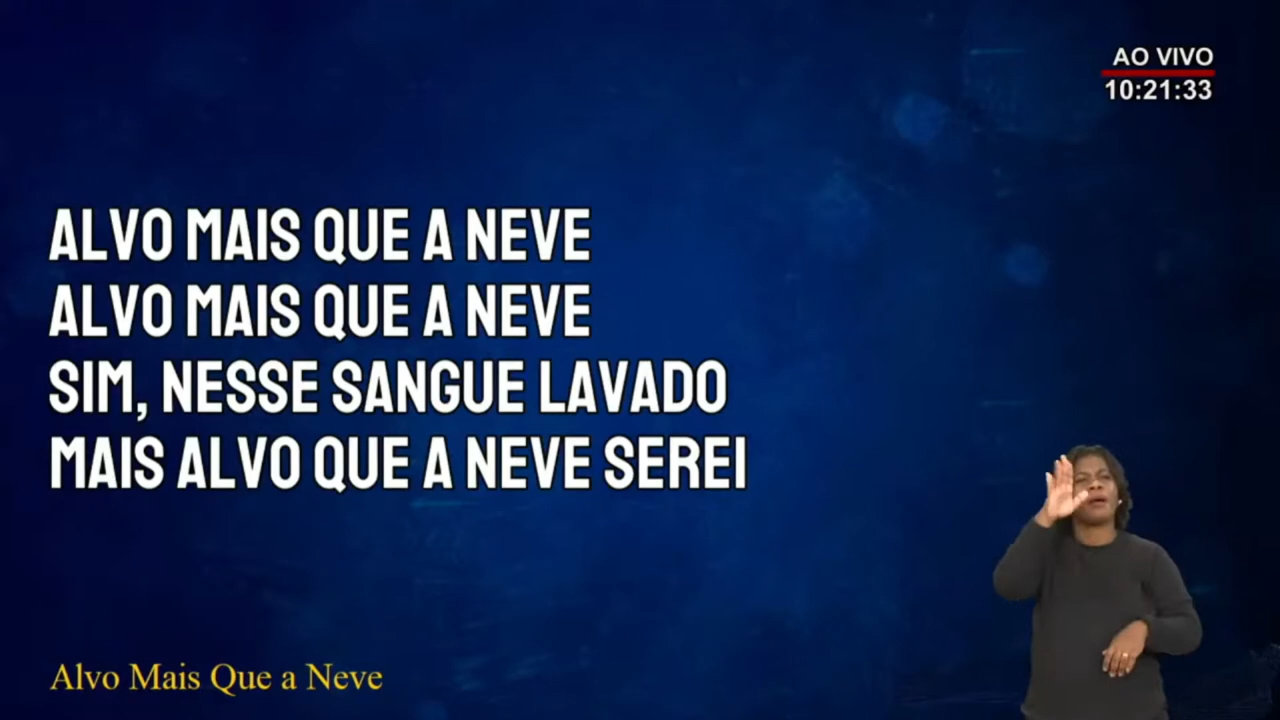 AO VIVO
10:21:33
ALVO MAIS QUE A NEVE
ALVO MAIS QUE A NEVE
SIM, NESSE SANGUE LAVADO
MAIS ALVO QUE A NEVE SEREI
Alvo Mais Que a Neve